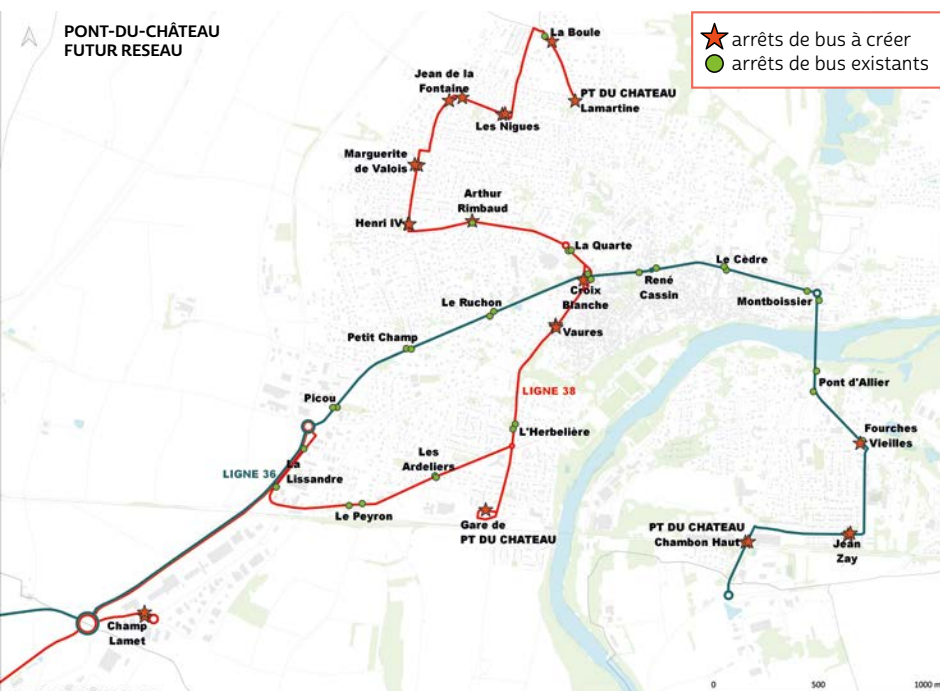 PONT-DU-CHÂTEAU
FUTUR RESEAU
arrêts de bus à créer
arrêts de bus existants
La Boule
Jean de la
Fontaine
PT DU CHATEAU
Lamartine
Les Nigues
Marguerite
de Valois
Arthur
Rimbaud
Henri IV
La Quarte
Le Cèdre
Croix
Blanche
René
Cassin
Montboissier
Le Ruchon
Vaures
Petit Champ
Pont d'Allier
LIGNE 38
Picou
Fourches
Vieilles
L'Herbelière
Les
Ardeliers
LIGNE 36
La
Lissandre
Le Peyron
Gare de
PT DU CHATEAU
PT DU CHATEAU
Chambon Haut
Jean
Zay
Champ
Lamet
0 500 1000 m